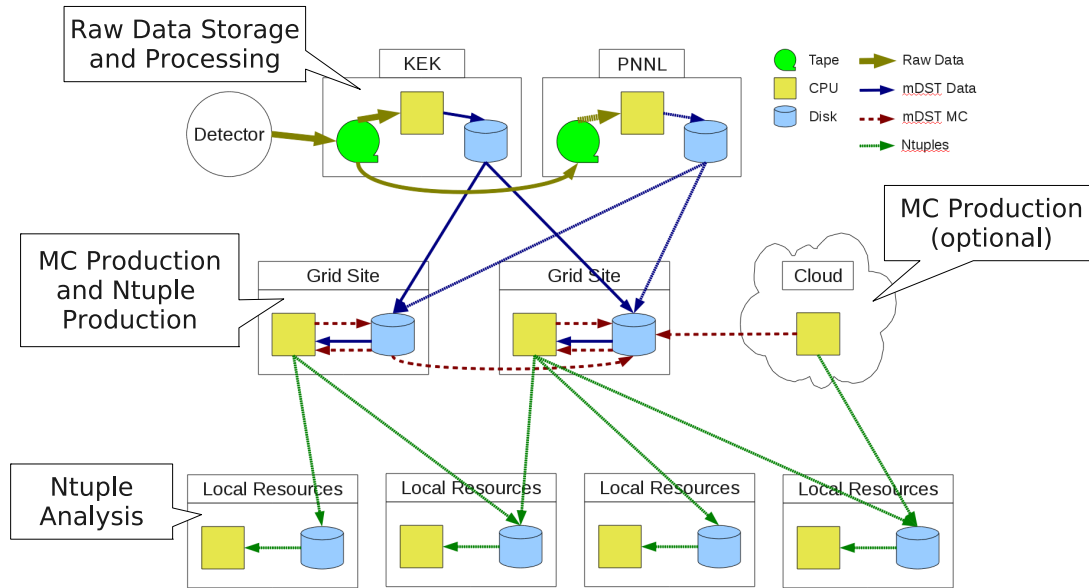 Raw Data Storage
and Processing
KEK
PNNL
Tape
Raw Data
CPU
mDST Data
Disk
mDST MC
Ntuples
Detector
MC Production
(optional)
MC Production
and Ntuple
Production
Grid Site
Grid Site
Cloud
Ntuple
Analysis
Local Resources
Local Resources
Local Resources
Local Resources